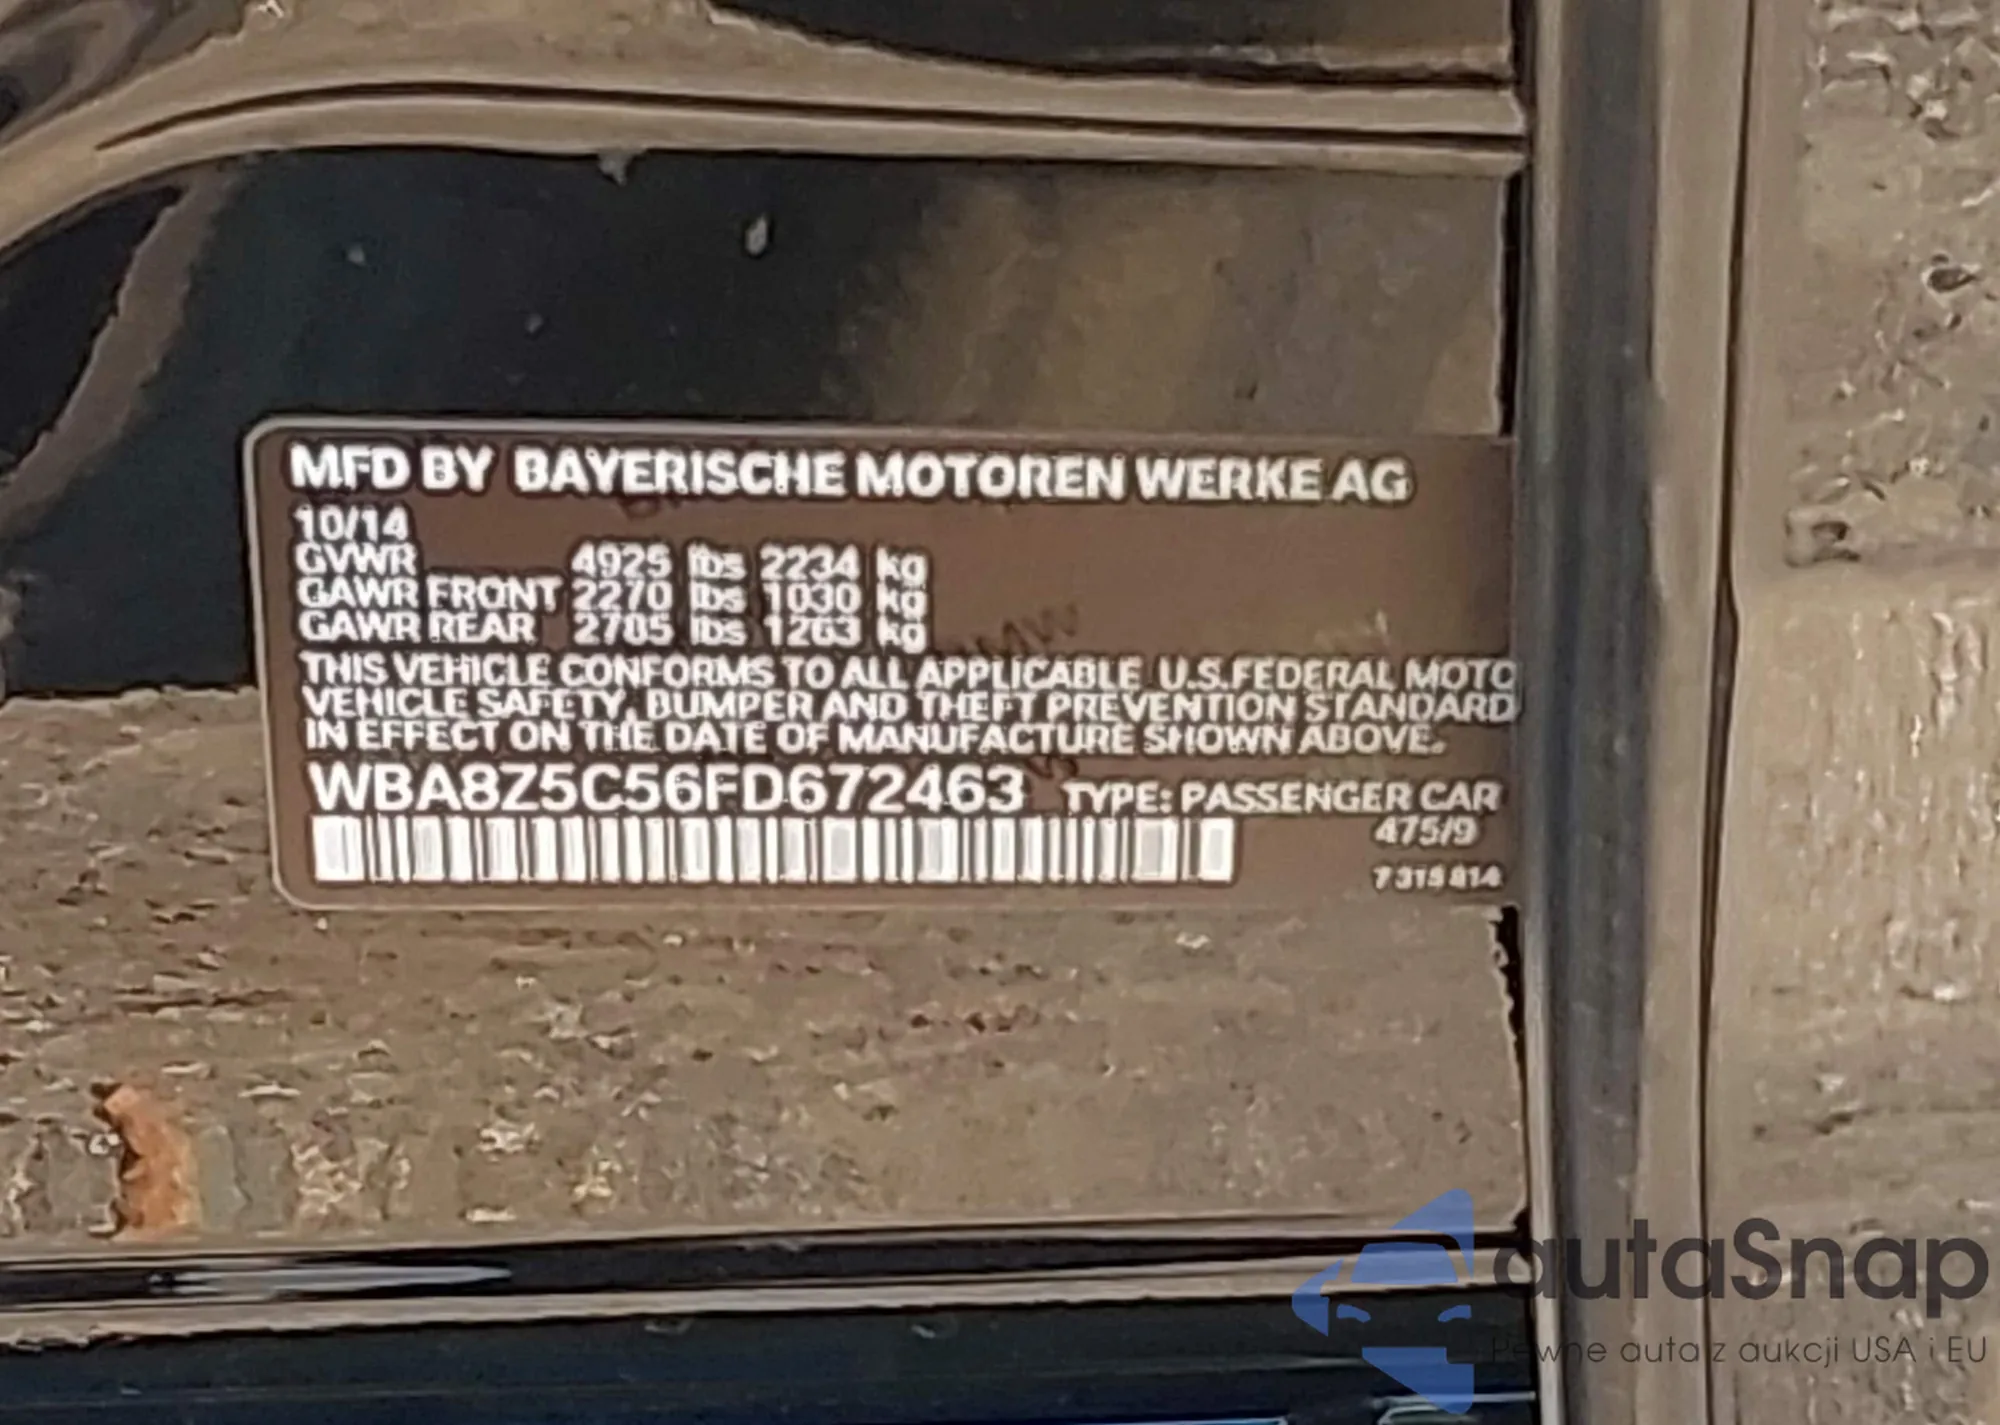 MFD BY BAYERISCHE MOTOREN WERKE AG
10/14
GVWR 4925 lbs 2234 kg
GAWR FRONT 2270 lbs 1030 kg
GAWR REAR 2785 lbs 1263 kg
THIS VEHICLE CONFORMS TO ALL APPLICABLE U.S.FEDERAL MOTO
VEHICLE SAFETY, BUMPER AND THEFT PREVENTION STANDARD
IN EFFECT ON THE DATE OF MANUFACTURE SHOWN ABOVE.
WBA8Z5C56FD672463 TYPE: PASSENGER CAR
475/9
autaSnap
Pewne auta z aukcji USA i EU